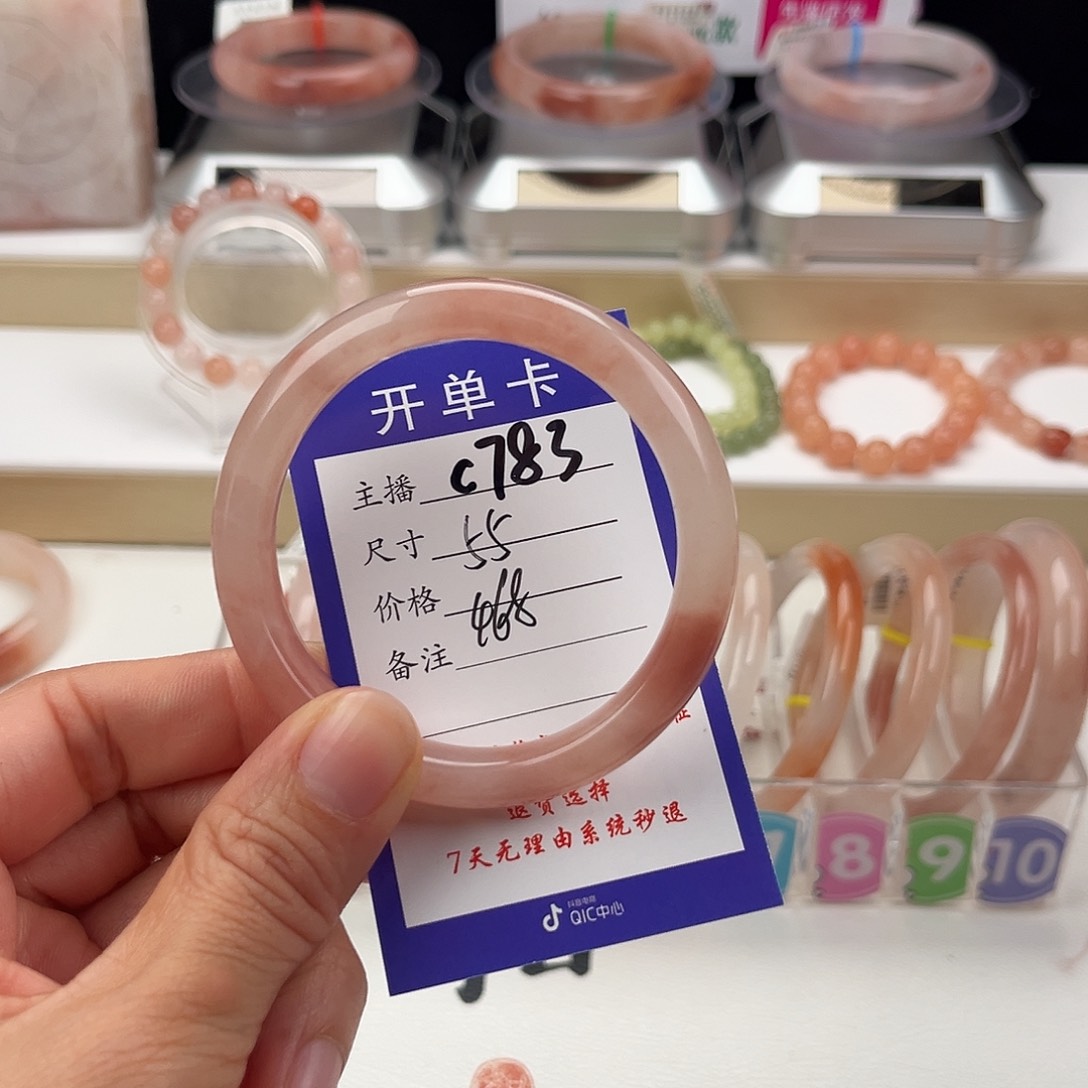 开单卡
主播 c783
尺寸 55
价格 468
备注
证
退货选择
7天无理由系统秒退
抖音电商
QIC中心
8
9
10